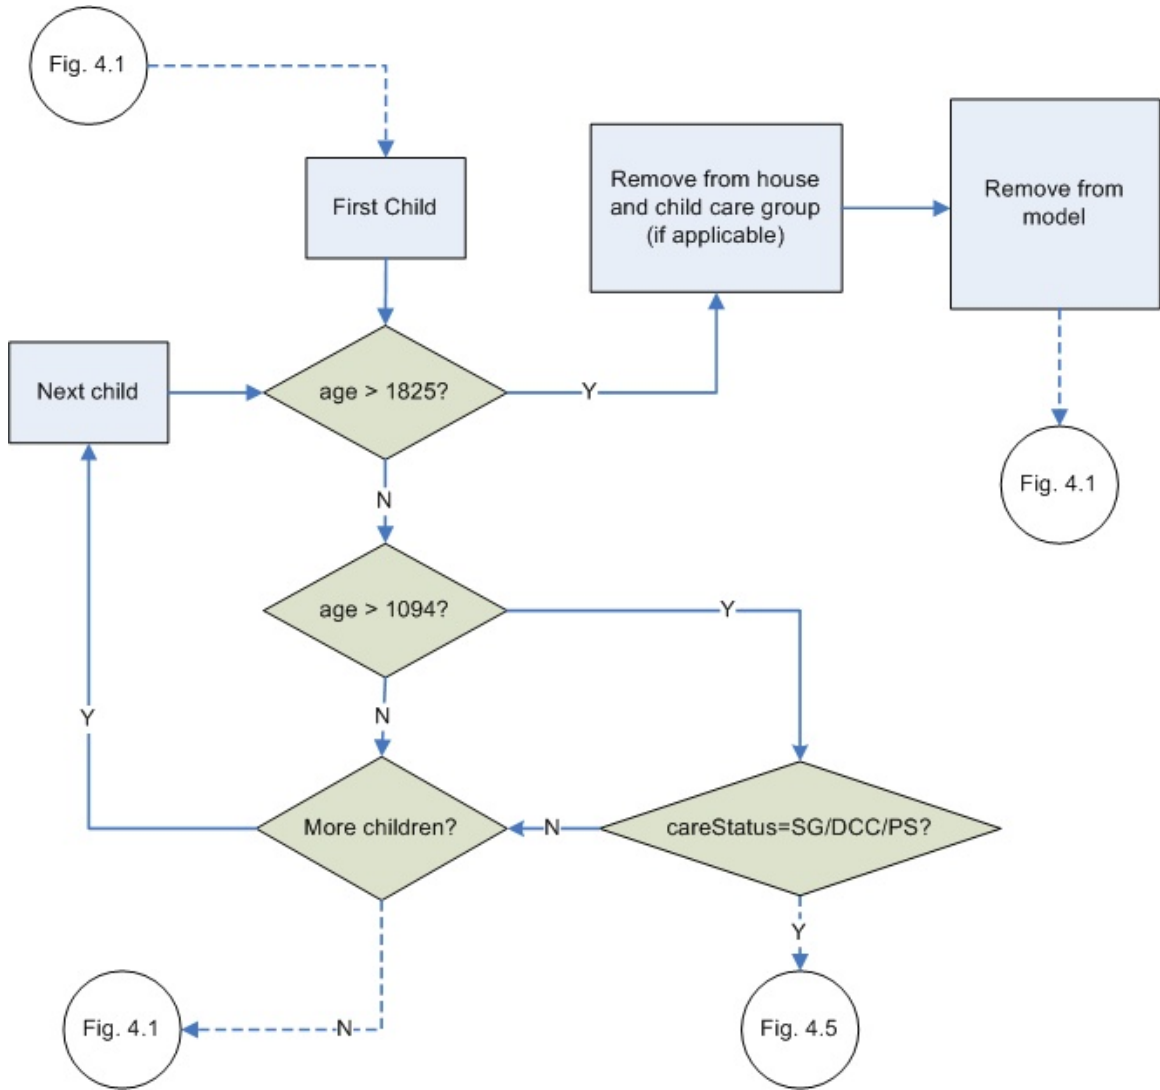 Fig. 4.1
First Child
Remove from house
and child care group
(if applicable)
Remove from
model
Next child
age > 1825?
Y
Fig. 4.1
N
age > 1094?
Y
N
Y
More children?
N
careStatus=SG/DCC/PS?
Y
Fig. 4.1
N
Fig. 4.5